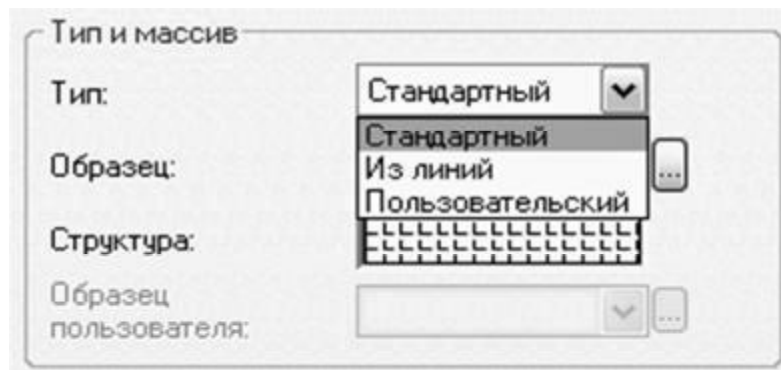 Тип и массив
Тип: Стандартный
Стандартный
Образец: Из линий ...
Пользовательский
Структура:
Образец
пользователя: ...